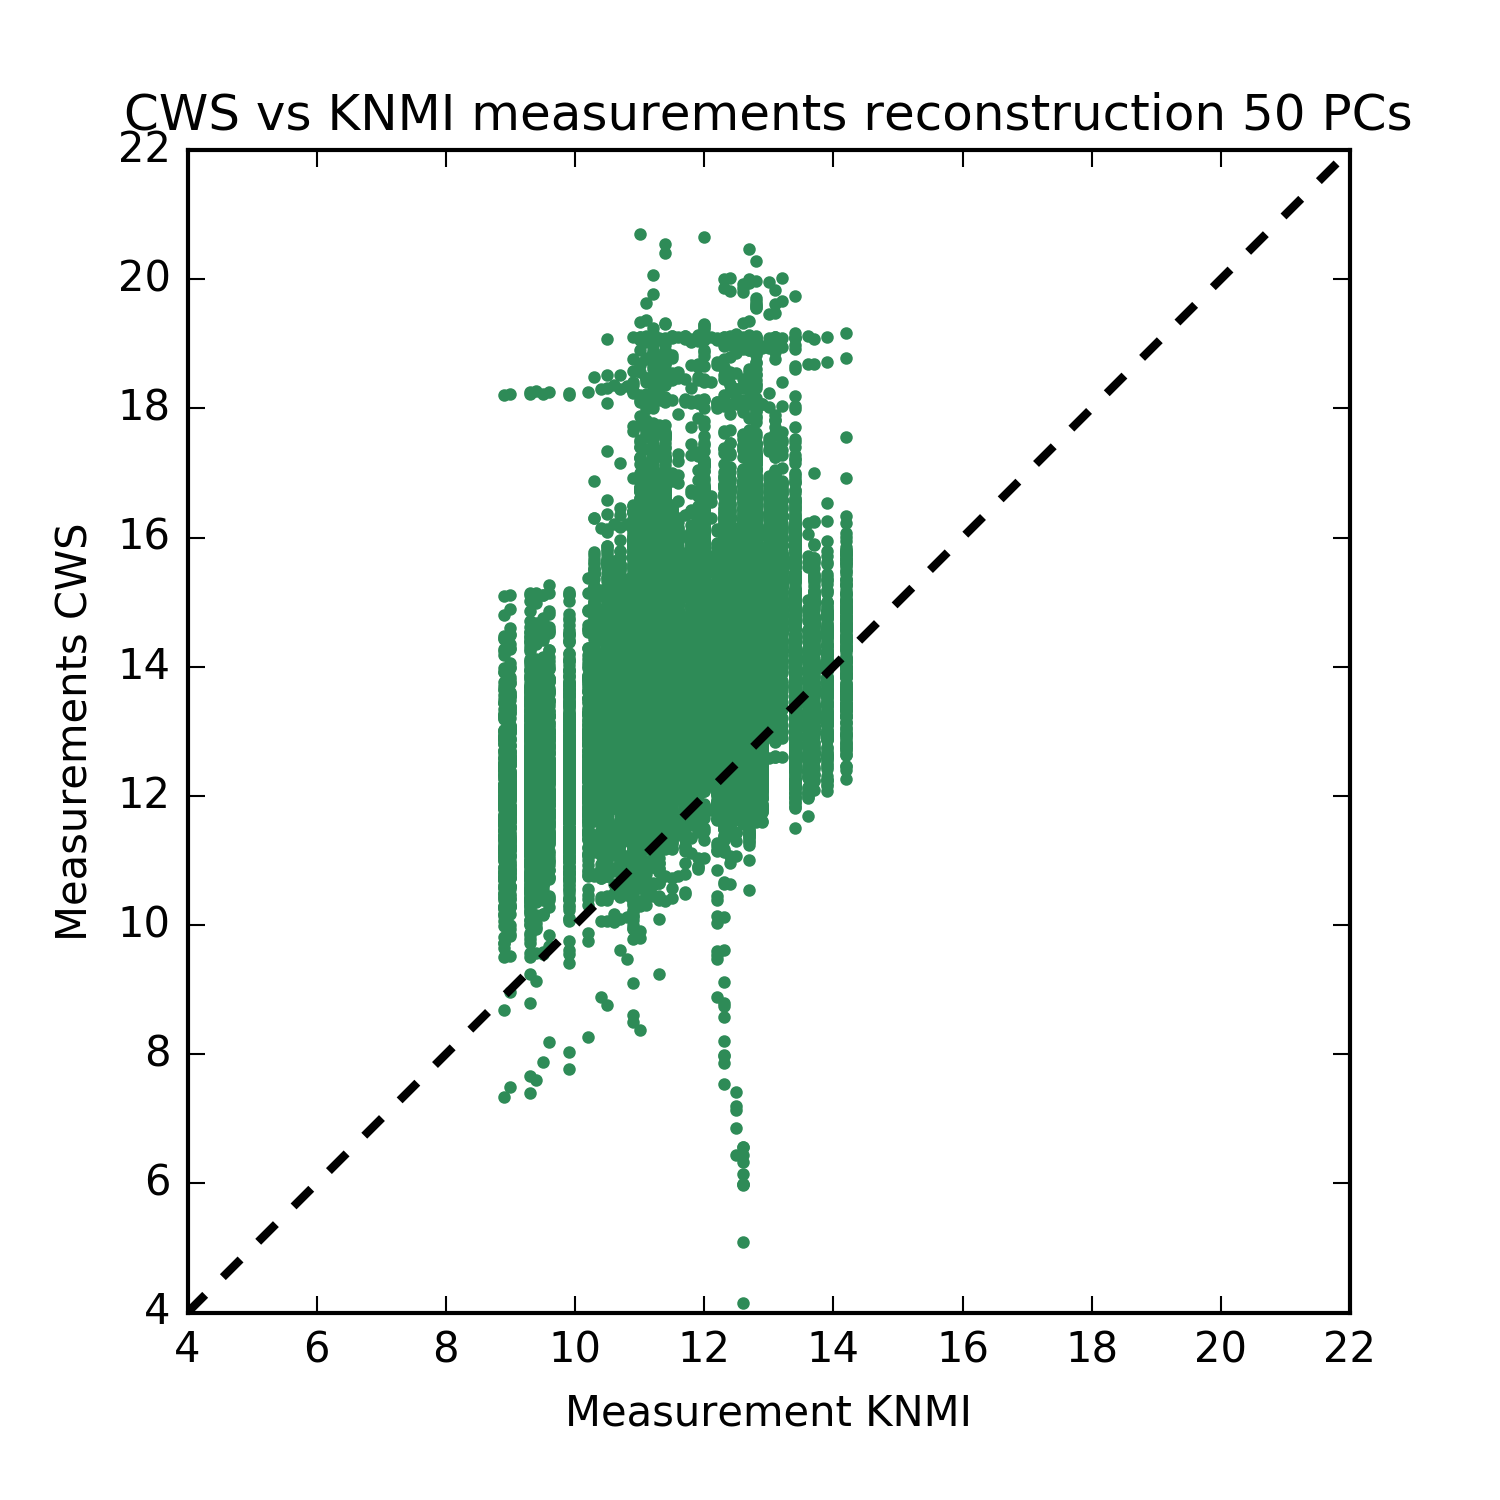 CWS vs KNMI measurements reconstruction 50 PCs
22
20
18
16
14
12
10
8
6
4
Measurements CWS
4 6 8 10 12 14 16 18 20 22
Measurement KNMI